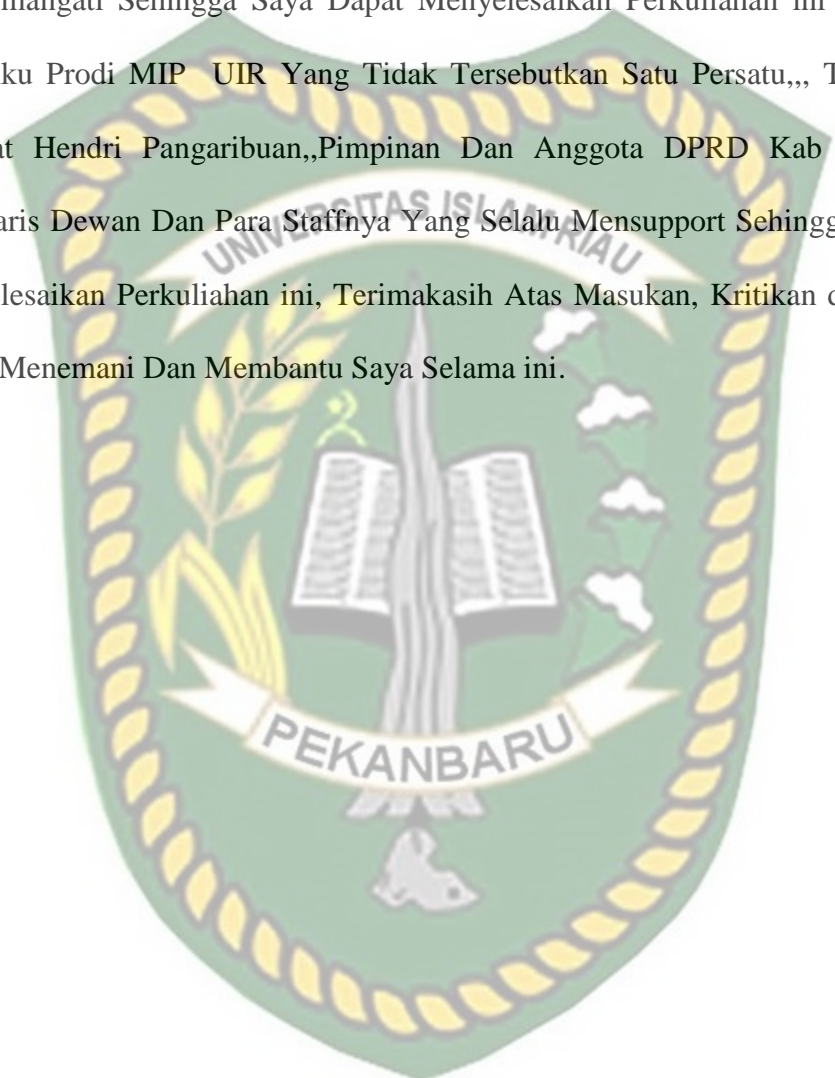 mangati Sehingga Saya Dapat Menyelesaikan Perkuliahan ini
ku Prodi MIP UIR Yang Tidak Tersebutkan Satu Persatu,,, T
at Hendri Pangaribuan,,Pimpinan Dan Anggota DPRD Kab
aris Dewan Dan Para Staffnya Yang Selalu Mensupport Sehingg
lesaikan Perkuliahan ini, Terimakasih Atas Masukan, Kritikan d
Menemani Dan Membantu Saya Selama ini.
UNIVERSITAS ISLAM RIAU
PEKANBARU